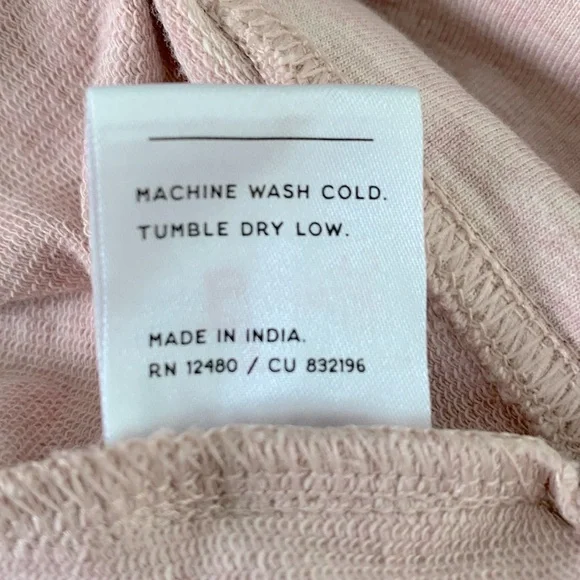 MACHINE WASH COLD.
TUMBLE DRY LOW.
MADE IN INDIA.
RN 12480 / CU 832196